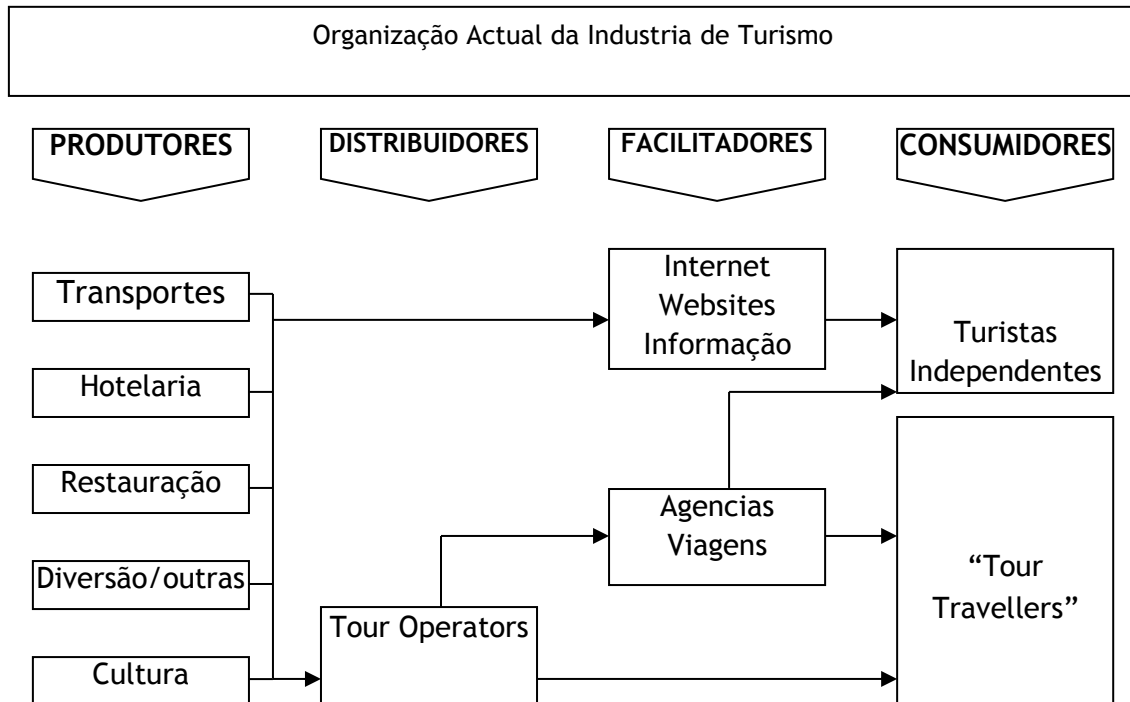 Organização Actual da Industria de Turismo
PRODUTORES
DISTRIBUIDORES
FACILITADORES
CONSUMIDORES
Transportes
Hotelaria
Restauração
Diversão/outras
Cultura
Tour Operators
Internet
Websites
Informação
Agencias
Viagens
Turistas
Independentes
“Tour
Travellers”